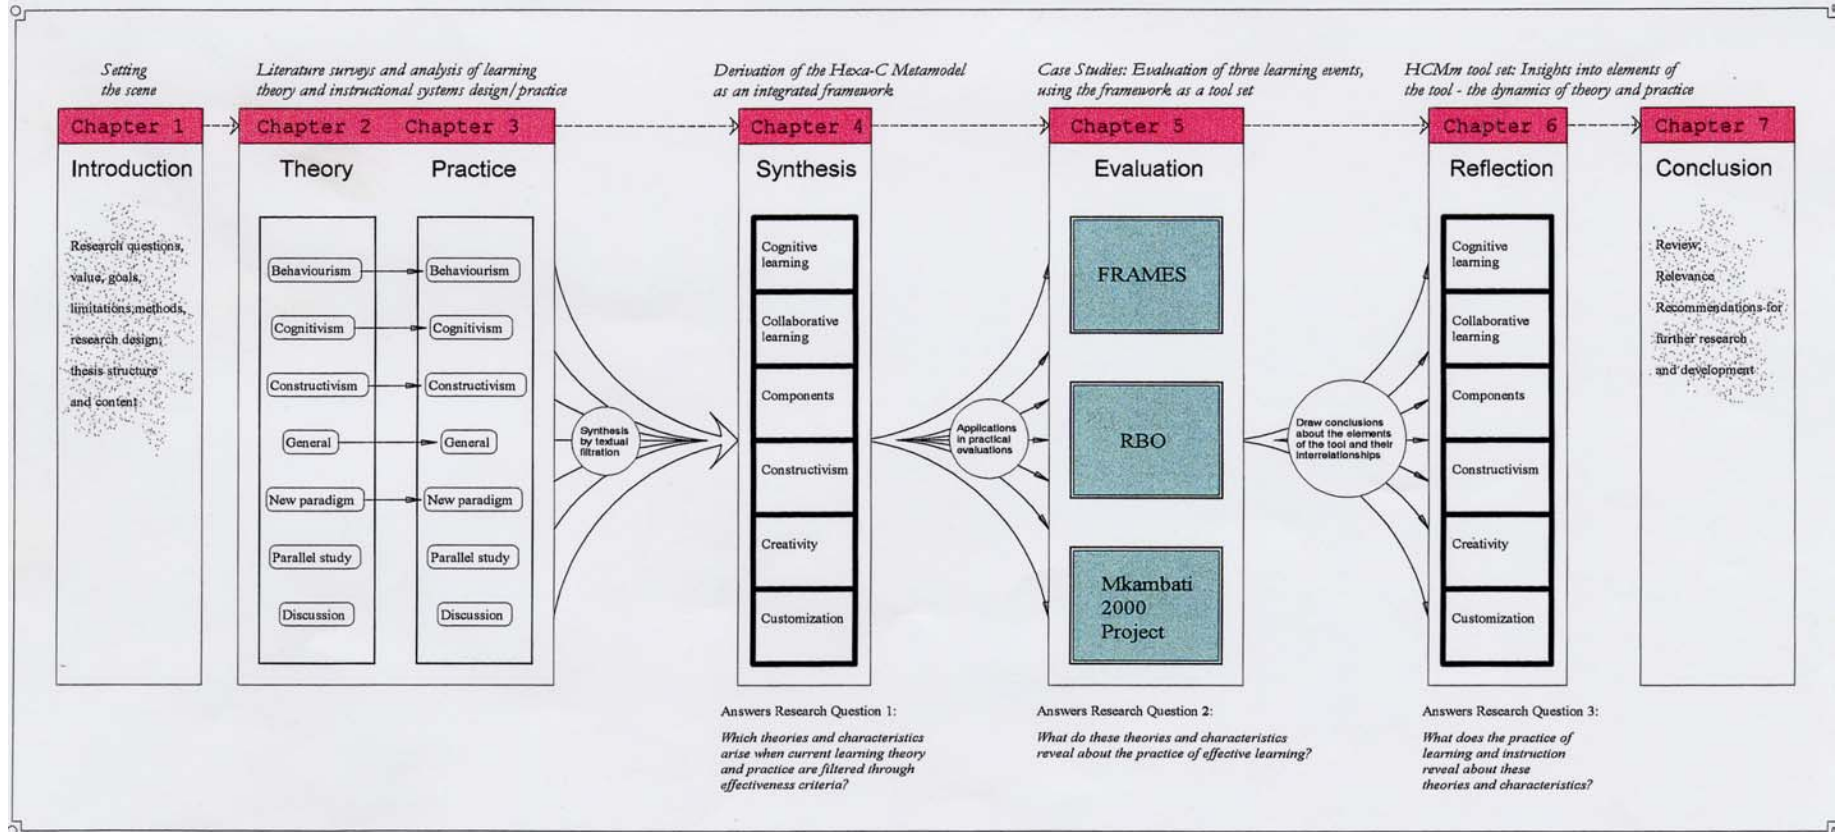 Setting
the scene
Literature surveys and analysis of learning
theory and instructional systems design/practice
Derivation of the Hexa-C Metamodel
as an integrated framework
Case Studies: Evaluation of three learning events,
using the framework as a tool set
HCMm tool set: Insights into elements of
the tool - the dynamics of theory and practice
Chapter 1
Chapter 2
Chapter 3
Chapter 4
Chapter 5
Chapter 6
Chapter 7
Introduction
Theory
Practice
Synthesis
Evaluation
Reflection
Conclusion
Research questions,
value, goals,
limitations,methods,
research design,
thesis structure
and content
Behaviourism
Cognitivism
Constructivism
General
New paradigm
Parallel study
Discussion
Behaviourism
Cognitivism
Constructivism
General
New paradigm
Parallel study
Discussion
Synthesis
by textual
filtration
Cognitive
learning
Collaborative
learning
Components
Constructivism
Creativity
Customization
Applications
in practical
evaluations
FRAMES
RBO
Mkambati
2000
Project
Draw conclusions
about the elements
of the tool and their
interrelationships
Cognitive
learning
Collaborative
learning
Components
Constructivism
Creativity
Customization
Review,
Relevance
Recommendations for
further research
and development
Answers Research Question 1:
Which theories and characteristics
arise when current learning theory
and practice are filtered through
effectiveness criteria?
Answers Research Question 2:
What do these theories and characteristics
reveal about the practice of effective learning?
Answers Research Question 3:
What does the practice of
learning and instruction
reveal about these
theories and characteristics?